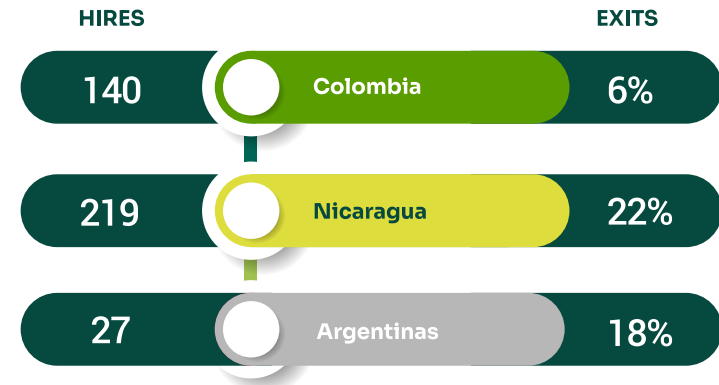 HIRES EXITS
140 Colombia 6%
219 Nicaragua 22%
27 Argentinas 18%